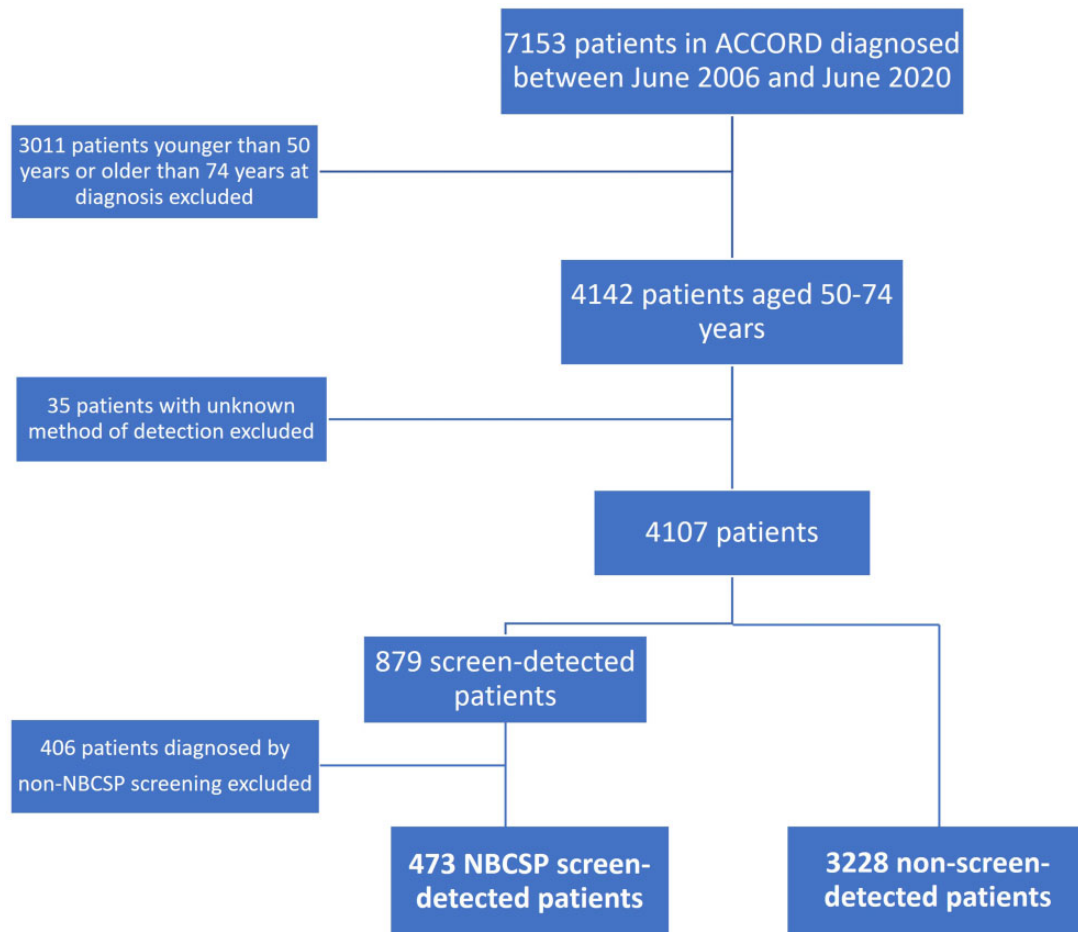 7153 patients in ACCORD diagnosed
between June 2006 and June 2020
3011 patients younger than 50
years or older than 74 years at
diagnosis excluded
4142 patients aged 50-74
years
35 patients with unknown
method of detection excluded
4107 patients
879 screen-detected
patients
406 patients diagnosed by
non-NBCSP screening excluded
473 NBCSP screen-
detected patients
3228 non-screen-
detected patients